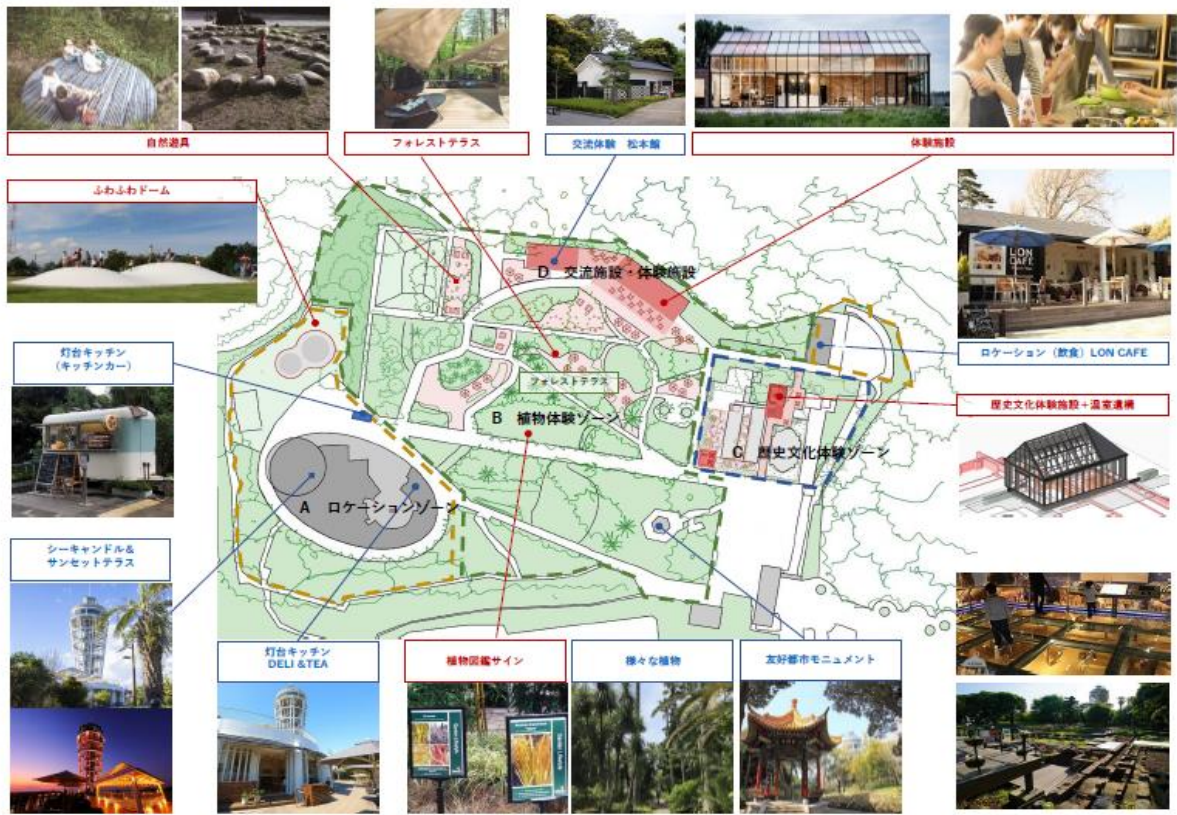 自然遊具
フォレストテラス
交流体験 松本館
体験施設
ふわふわドーム
LON
CAFE
D 交流施設・体験施設
灯台キッチン
(キッチンカー)
ロケーション(飲食)LON CAFE
フォレストテラス
歴史文化体験施設+温室遺構
B 植物体験ゾーン
C 歴史文化体験ゾーン
A ロケーションゾーン
シーキャンドル&
サンセットテラス
灯台キッチン
DELI &TEA
植物図鑑サイン
様々な植物
友好都市モニュメント